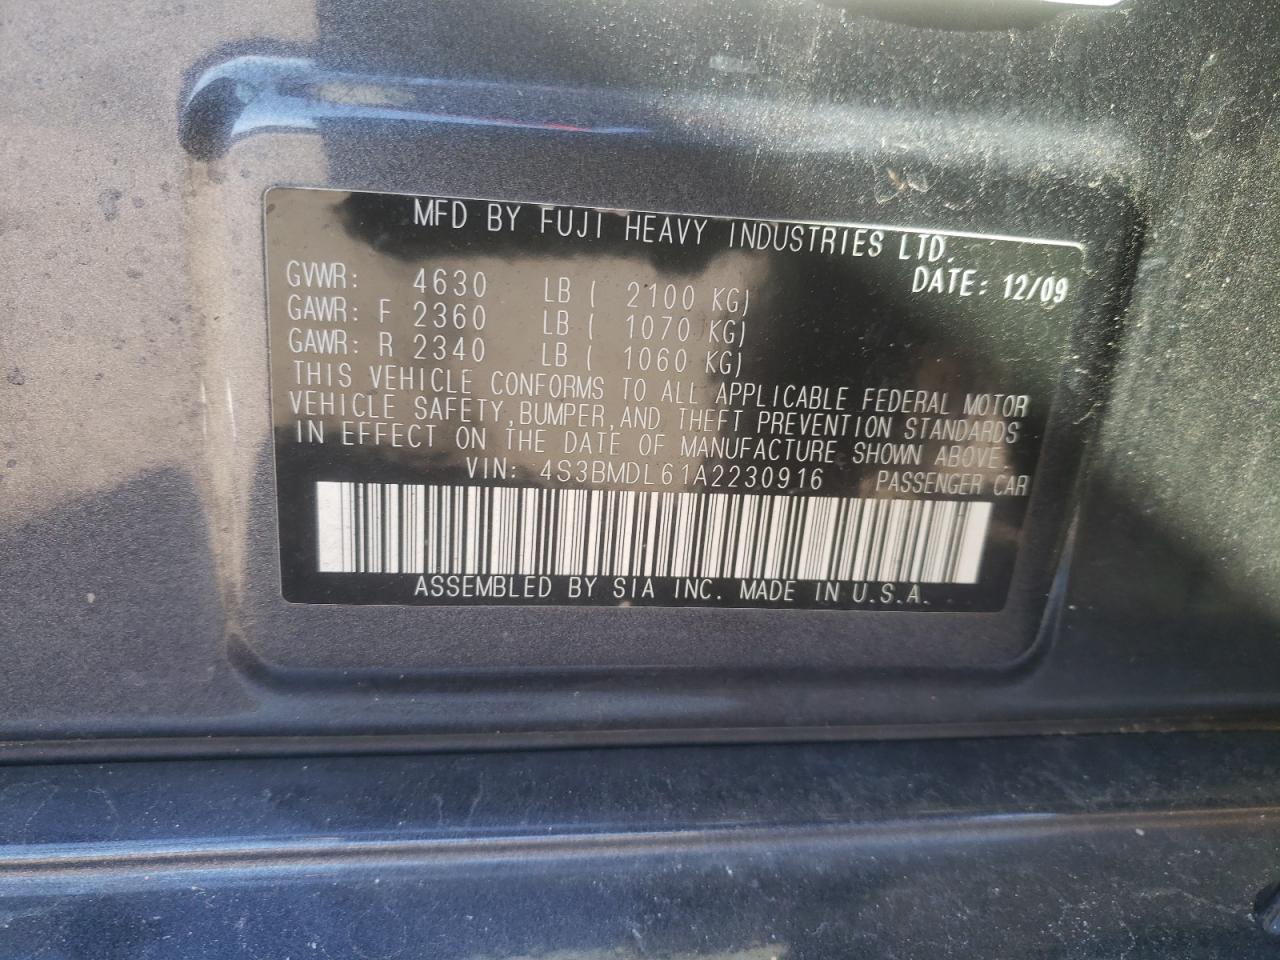 MFD BY FUJI HEAVY INDUSTRIES LTD.
DATE: 12/09
GVWR: 4630 LB ( 2100 KG)
GAWR: F 2360 LB ( 1070 KG)
GAWR: R 2340 LB ( 1060 KG)
THIS VEHICLE CONFORMS TO ALL APPLICABLE FEDERAL MOTOR
VEHICLE SAFETY, BUMPER, AND THEFT PREVENTION STANDARDS
IN EFFECT ON THE DATE OF MANUFACTURE SHOWN ABOVE.
VIN: 4S3BMDL61A2230916 PASSENGER CAR
ASSEMBLED BY SIA INC. MADE IN U.S.A.